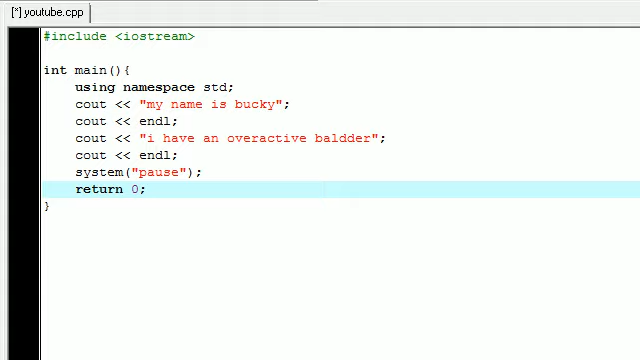 [*] youtube.cpp
#include <iostream>
int main(){
using namespace std;
cout << "my name is bucky";
cout << endl;
cout << "i have an overactive baldder";
cout << endl;
system("pause");
return 0;
}